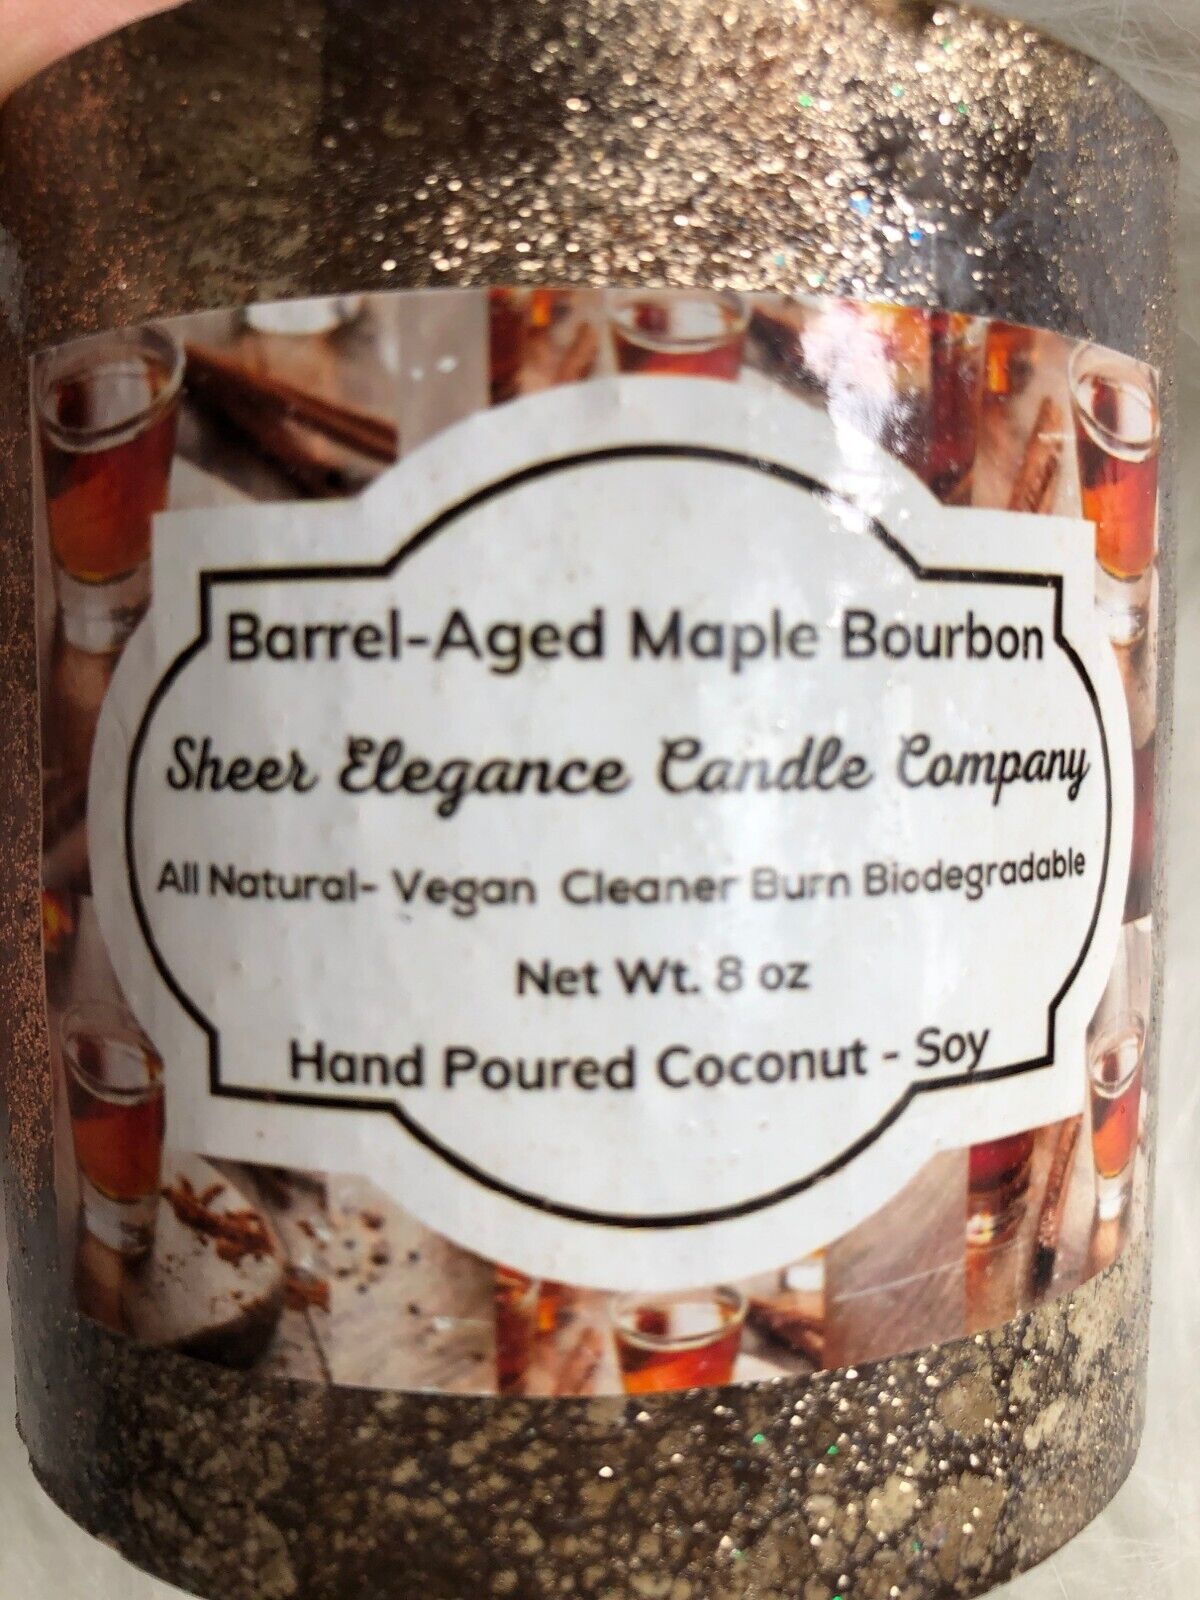 Barrel-Aged Maple Bourbon
Sheer Elegance Candle Company
All Natural- Vegan Cleaner Burn Biodegradable
Net Wt. 8 oz
Hand Poured Coconut - Soy